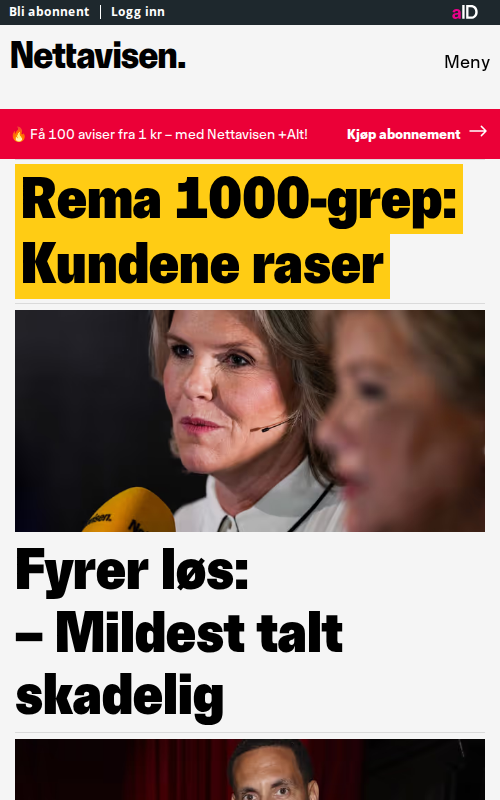 Bli abonnent | Logg inn
aID
Nettavisen.
Meny
🔥 Få 100 aviser fra 1 kr – med Nettavisen +Alt!
Kjøp abonnement →
Rema 1000-grep:
Kundene raser
Fyrer løs:
– Mildest talt
skadelig